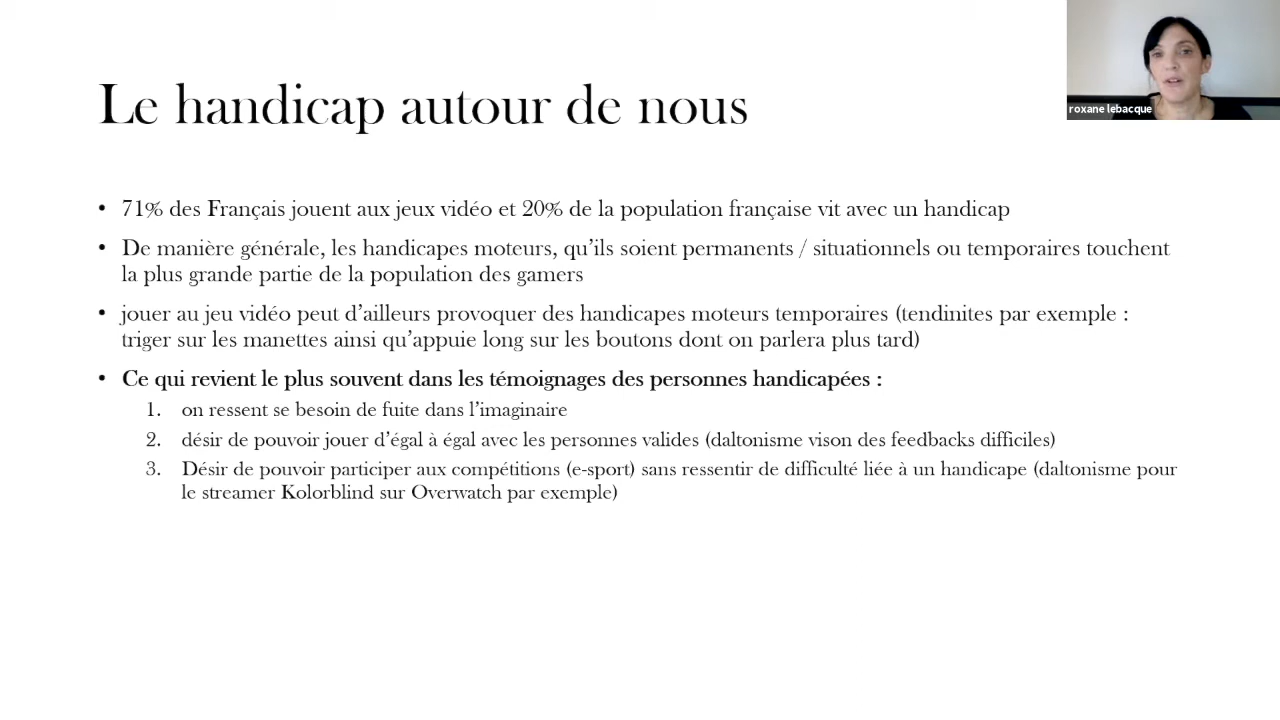 Le handicap autour de nous
roxane lebacque
• 71% des Français jouent aux jeux vidéo et 20% de la population française vit avec un handicap
• De manière générale, les handicapes moteurs, qu’ils soient permanents / situationnels ou temporaires touchent
la plus grande partie de la population des gamers
• jouer au jeu vidéo peut d’ailleurs provoquer des handicapes moteurs temporaires (tendinites par exemple :
triger sur les manettes ainsi qu’appuie long sur les boutons dont on parlera plus tard)
• Ce qui revient le plus souvent dans les témoignages des personnes handicapées :
1. on ressent se besoin de fuite dans l’imaginaire
2. désir de pouvoir jouer d’égal à égal avec les personnes valides (daltonisme vison des feedbacks difficiles)
3. Désir de pouvoir participer aux compétitions (e-sport) sans ressentir de difficulté liée à un handicape (daltonisme pour
le streamer Kolorblind sur Overwatch par exemple)